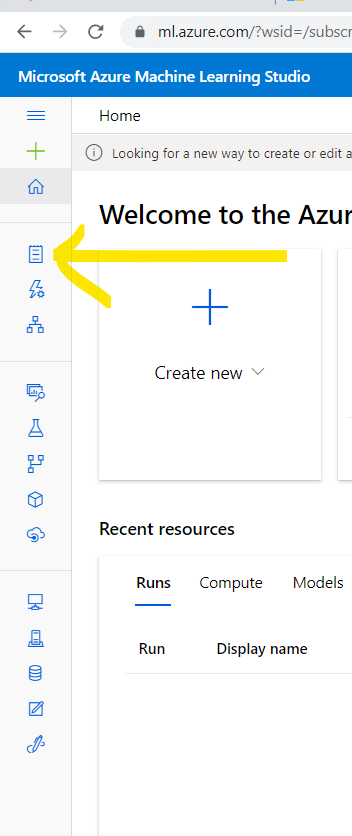 ml.azure.com/?wsid=/subscr
Microsoft Azure Machine Learning Studio
Home
Looking for a new way to create or edit a
Welcome to the Azur
Create new
Recent resources
Runs Compute Models
Run Display name